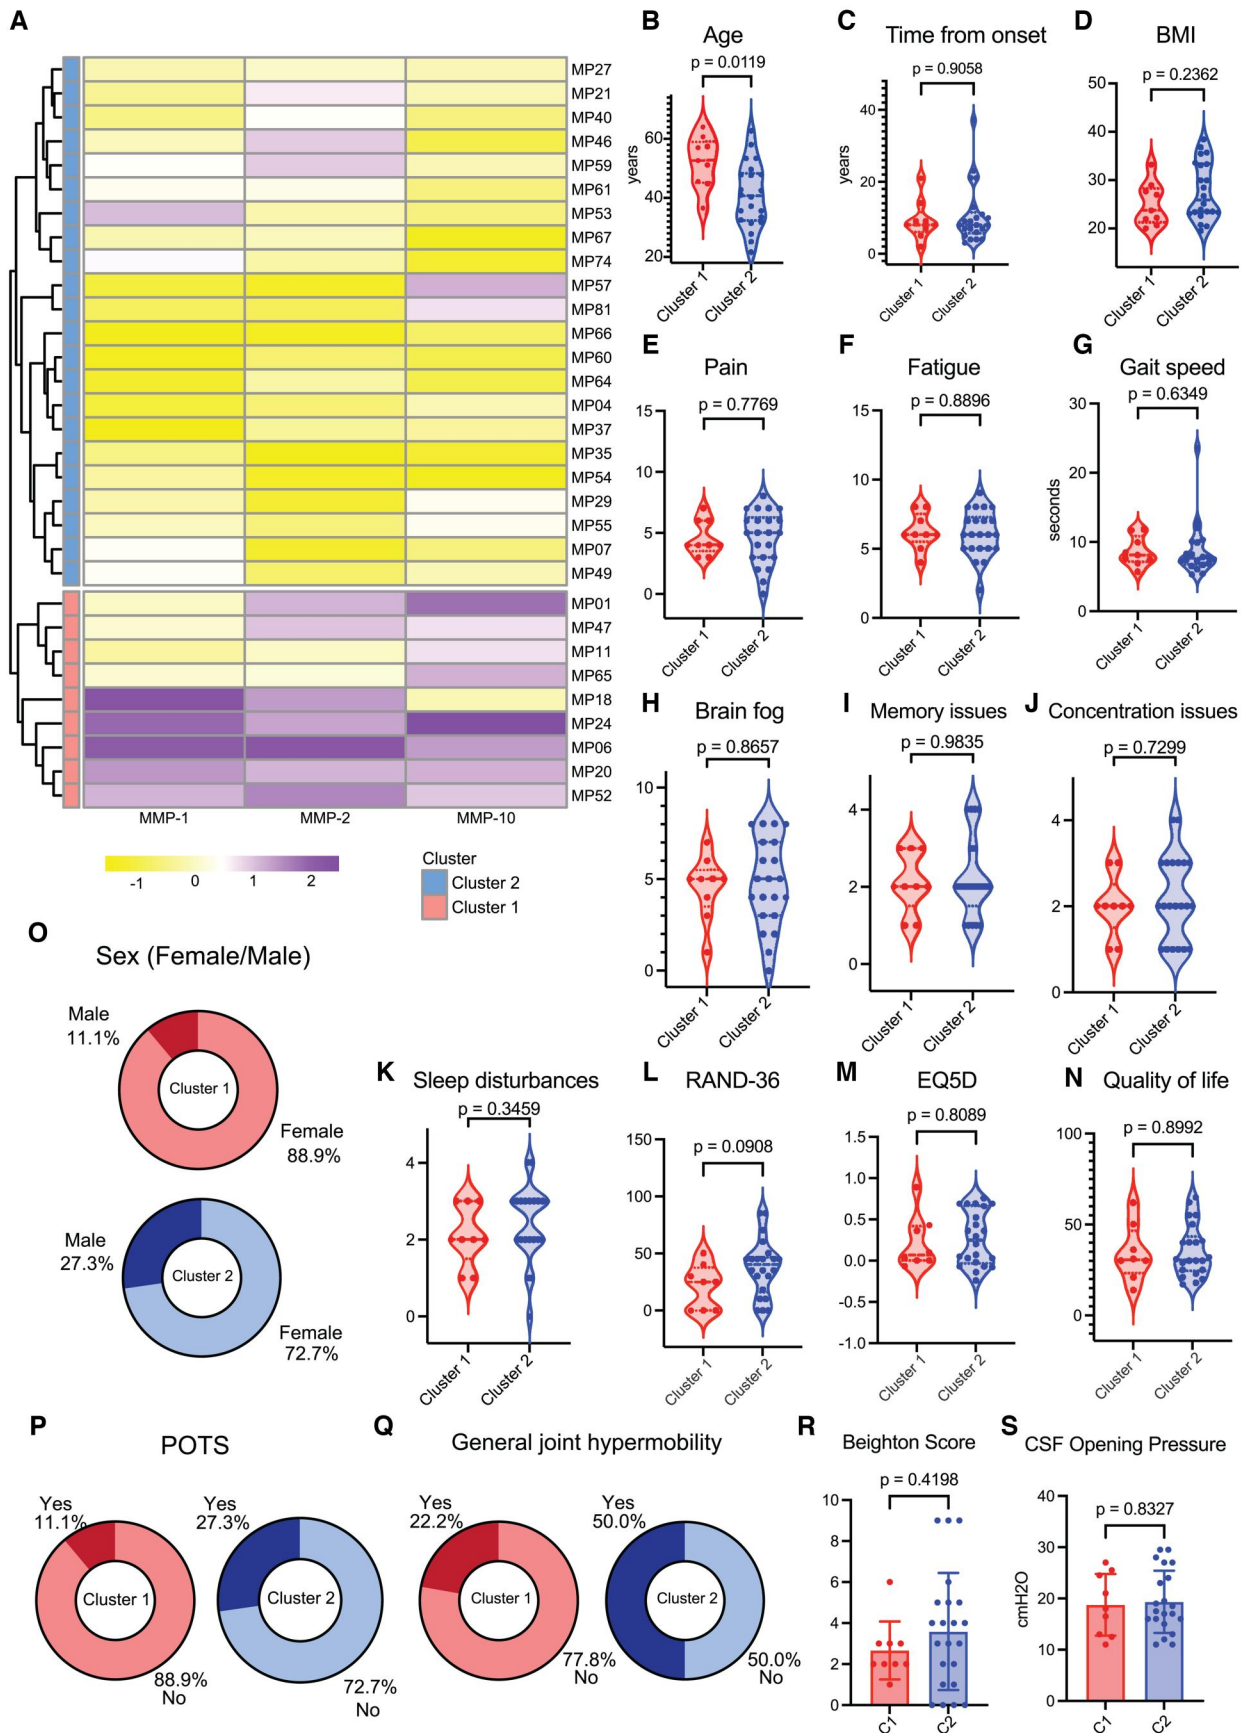 A
MP27
MP21
MP40
MP46
MP59
MP61
MP53
MP67
MP74
MP57
MP81
MP66
MP60
MP64
MP04
MP37
MP35
MP54
MP29
MP55
MP07
MP49
MP01
MP47
MP11
MP65
MP18
MP24
MP06
MP20
MP52
MMP-1 MMP-2 MMP-10
-1 0 1 2
Cluster
Cluster 2
Cluster 1
B
Age
p = 0.0119
years
60
40
20
Cluster 1
Cluster 2
C
Time from onset
p = 0.9058
years
40
20
0
Cluster 1
Cluster 2
D
BMI
p = 0.2362
50
40
30
20
Cluster 1
Cluster 2
E
Pain
p = 0.7769
15
10
5
0
Cluster 1
Cluster 2
F
Fatigue
p = 0.8896
15
10
5
0
Cluster 1
Cluster 2
G
Gait speed
p = 0.6349
seconds
30
20
10
0
Cluster 1
Cluster 2
H
Brain fog
p = 0.8657
10
5
0
Cluster 1
Cluster 2
I
Memory issues
p = 0.9835
4
2
0
Cluster 1
Cluster 2
J
Concentration issues
p = 0.7299
4
2
0
Cluster 1
Cluster 2
O
Sex (Female/Male)
Male
11.1%
Cluster 1
Female
88.9%
Male
27.3%
Cluster 2
Female
72.7%
K
Sleep disturbances
p = 0.3459
4
2
0
Cluster 1
Cluster 2
L
RAND-36
p = 0.0908
150
100
50
0
Cluster 1
Cluster 2
M
EQ5D
p = 0.8089
1.5
1.0
0.5
0.0
-0.5
-1.0
Cluster 1
Cluster 2
N
Quality of life
p = 0.8992
100
50
0
Cluster 1
Cluster 2
P
POTS
Yes
11.1%
Cluster 1
88.9%
No
Yes
27.3%
Cluster 2
72.7%
No
Q
General joint hypermobility
Yes
22.2%
Cluster 1
77.8%
No
Yes
50.0%
Cluster 2
50.0%
No
R
Beighton Score
p = 0.4198
10
8
6
4
2
0
C1
C2
S
CSF Opening Pressure
p = 0.8327
cmH2O
40
30
20
10
0
C1
C2